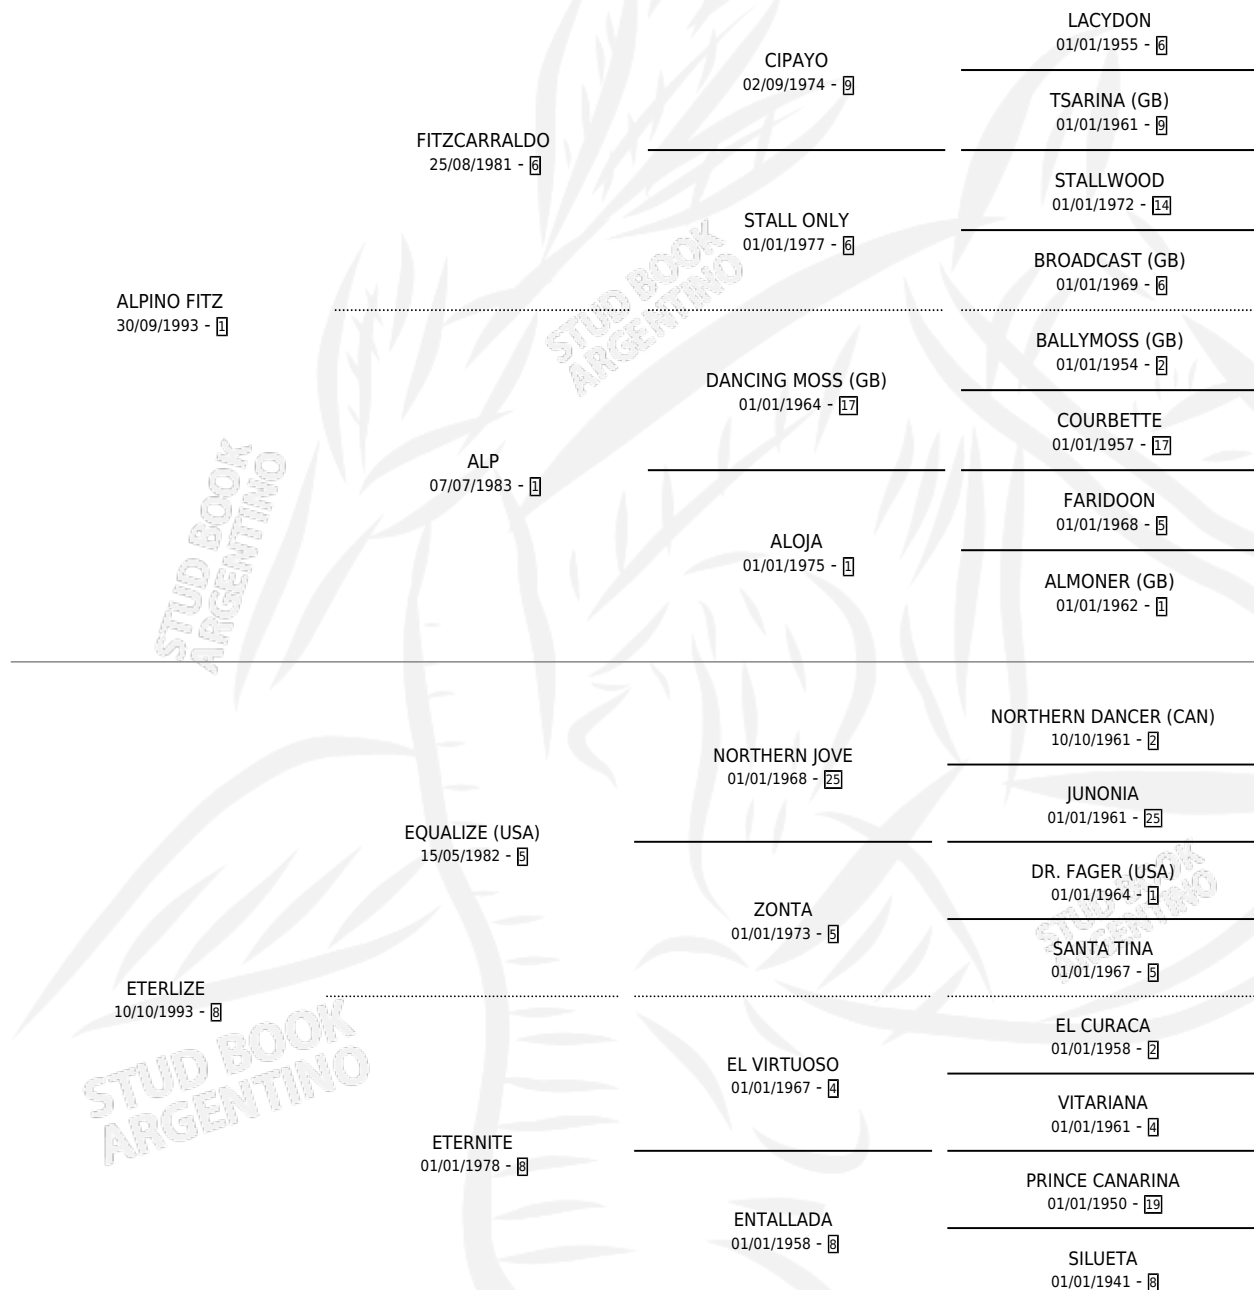 LACYDON
01/01/1955 - 6
CIPAYO
02/09/1974 - 9
TSARINA (GB)
01/01/1961 - 9
FITZCARRALDO
25/08/1981 - 6
STALLWOOD
01/01/1972 - 14
STALL ONLY
01/01/1977 - 6
BROADCAST (GB)
01/01/1969 - 6
ALPINO FITZ
30/09/1993 - 1
STUD BOOK
ARGENTINO
BALLYMOSS (GB)
01/01/1954 - 2
DANCING MOSS (GB)
01/01/1964 - 17
COURBETTE
01/01/1957 - 17
ALP
07/07/1983 - 1
FARIDOON
01/01/1968 - 5
ALOJA
01/01/1975 - 1
ALMONER (GB)
01/01/1962 - 1
STUD BOOK
ARGENTINO
NORTHERN DANCER (CAN)
10/10/1961 - 2
NORTHERN JOVE
01/01/1968 - 25
JUNONIA
01/01/1961 - 25
EQUALIZE (USA)
15/05/1982 - 5
DR. FAGER (USA)
01/01/1964 - 1
ZONTA
01/01/1973 - 5
STUD BOOK
ARGENTINO
SANTA TINA
01/01/1967 - 5
ETERLIZE
10/10/1993 - 8
EL CURACA
01/01/1958 - 2
EL VIRTUOSO
01/01/1967 - 4
STUD BOOK
ARGENTINO
VITARIANA
01/01/1961 - 4
ETERNITE
01/01/1978 - 8
PRINCE CANARINA
01/01/1950 - 19
ENTALLADA
01/01/1958 - 8
SILUETA
01/01/1941 - 8